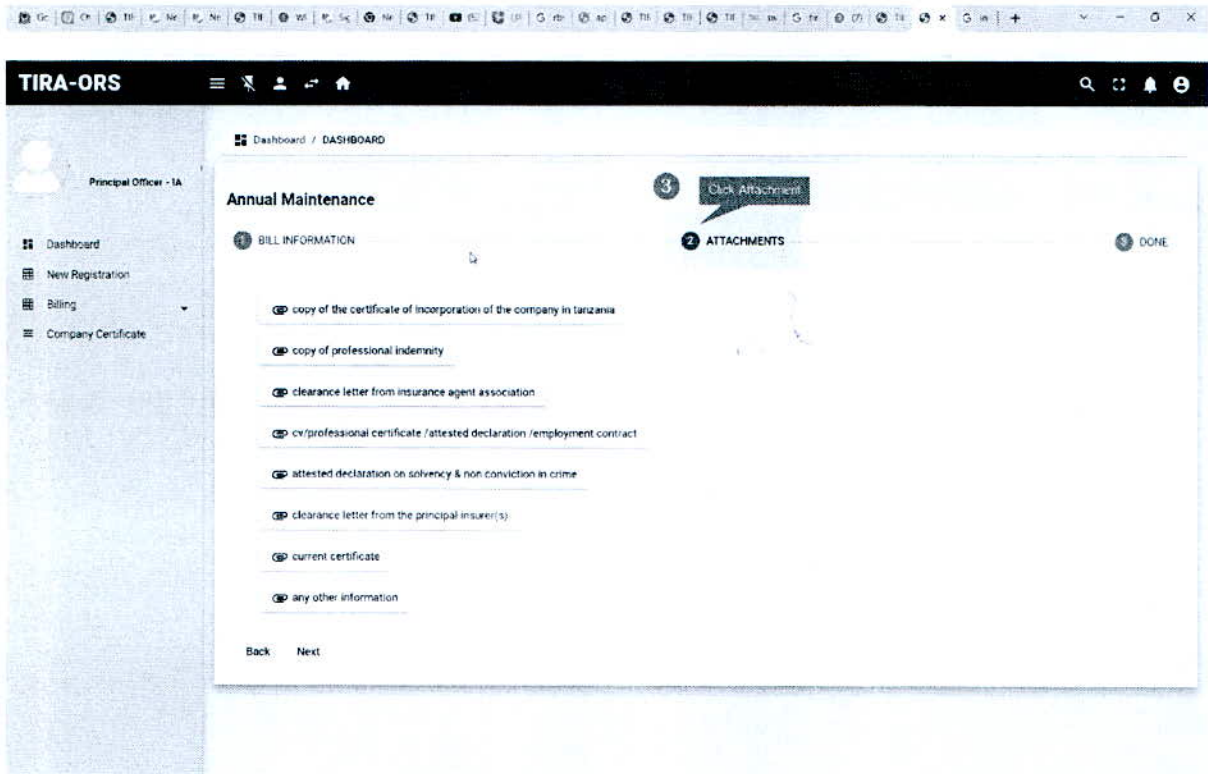 TIRA-ORS
Dashboard / DASHBOARD
Principal Officer - IA
Annual Maintenance
3 Click Attachment
1 BILL INFORMATION
2 ATTACHMENTS
3 DONE
Dashboard
New Registration
Billing
Company Certificate
copy of the certificate of incorporation of the company in tanzania
copy of professional indemnity
clearance letter from insurance agent association
cv/professional certificate /attested declaration /employment contract
attested declaration on solvency & non conviction in crime
clearance letter from the principal insurer(s)
current certificate
any other information
Back Next